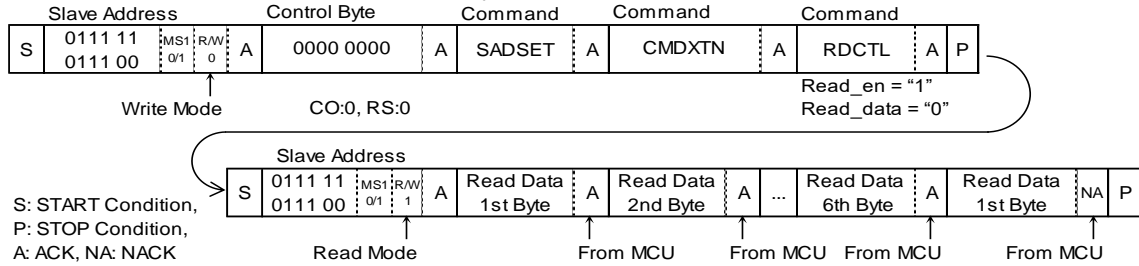 Slave Address Control Byte Command Command Command
S 0111 11 0111 00 MS1 0/1 R/W 0 A 0000 0000 A SADSET A CMDXTN A RDCTL A P
Write Mode CO:0, RS:0 Read_en = “1”
Read_data = “0”
Slave Address
S 0111 11 0111 00 MS1 0/1 R/W 1 A Read Data 1st Byte A Read Data 2nd Byte A ... Read Data 6th Byte A Read Data 1st Byte NA P
S: START Condition,
P: STOP Condition,
A: ACK, NA: NACK Read Mode From MCU From MCU From MCU From MCU